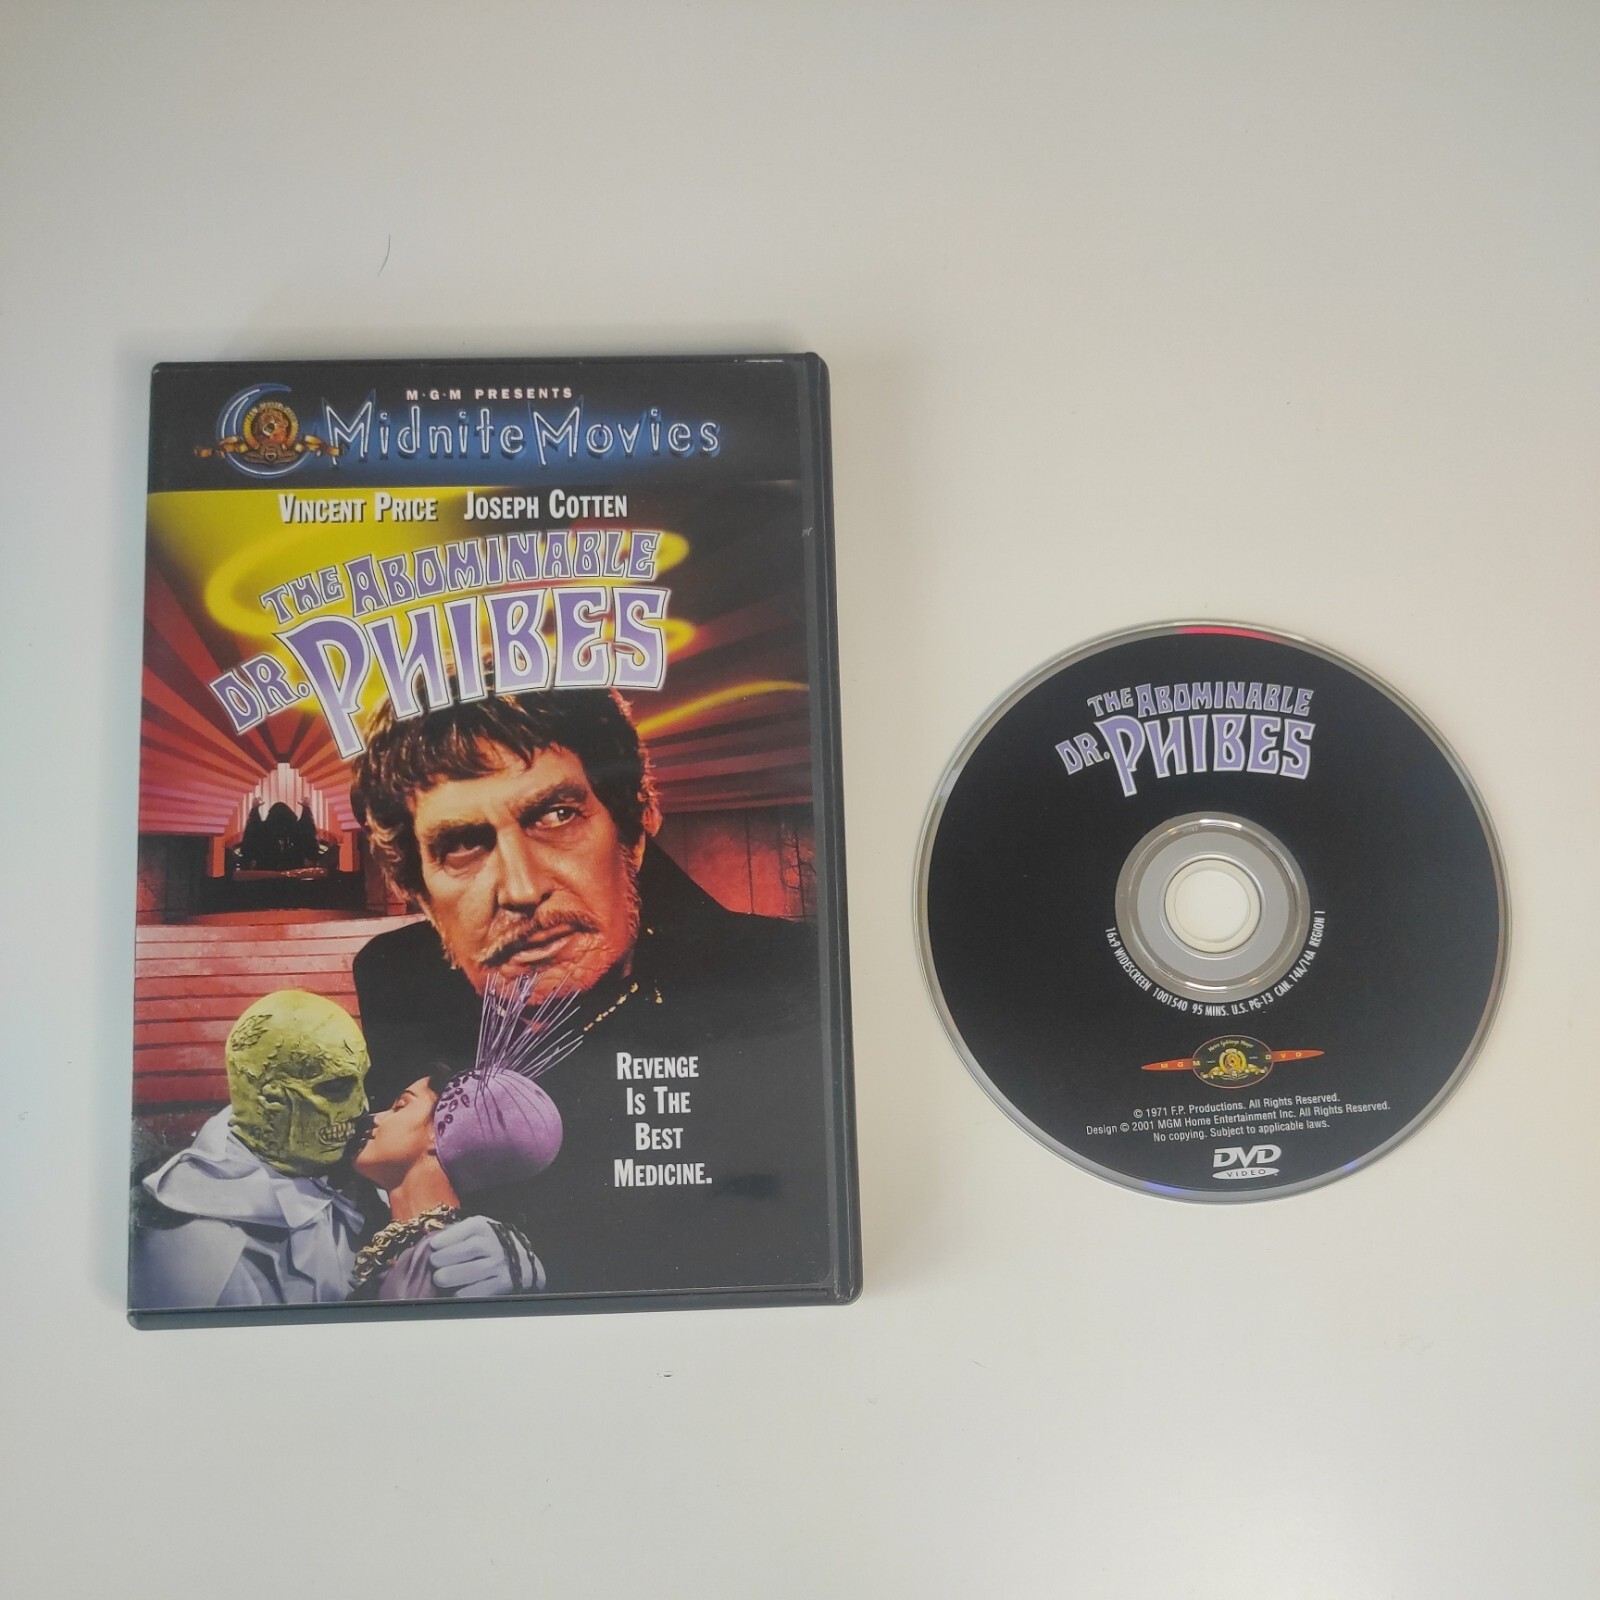 M·G·M PRESENTS
Midnite Movies
VINCENT PRICE JOSEPH COTTEN
THE ABOMINABLE
DR. PHIBES
REVENGE
IS THE
BEST
MEDICINE.
THE ABOMINABLE
DR. PHIBES
16x9 WIDESCREEN 1001540 95 MINS. U.S. PG-13 CAN. 14A/14A REGION 1
MGM DVD
© 1971 F.P. Productions. All Rights Reserved.
Design © 2001 MGM Home Entertainment Inc. All Rights Reserved.
No copying. Subject to applicable laws.
DVD
VIDEO